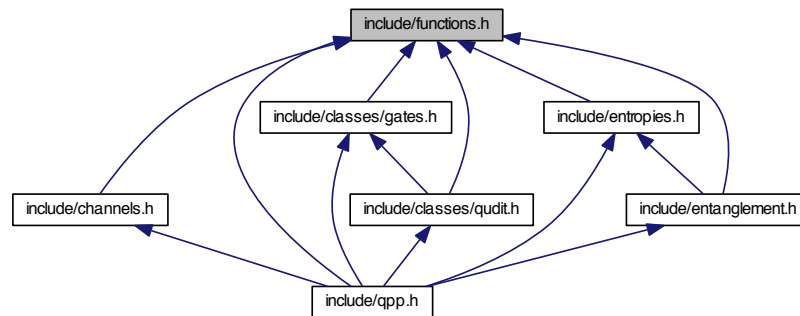 include/functions.h
include/classes/gates.h
include/entropies.h
include/channels.h
include/classes/qudit.h
include/entanglement.h
include/qpp.h